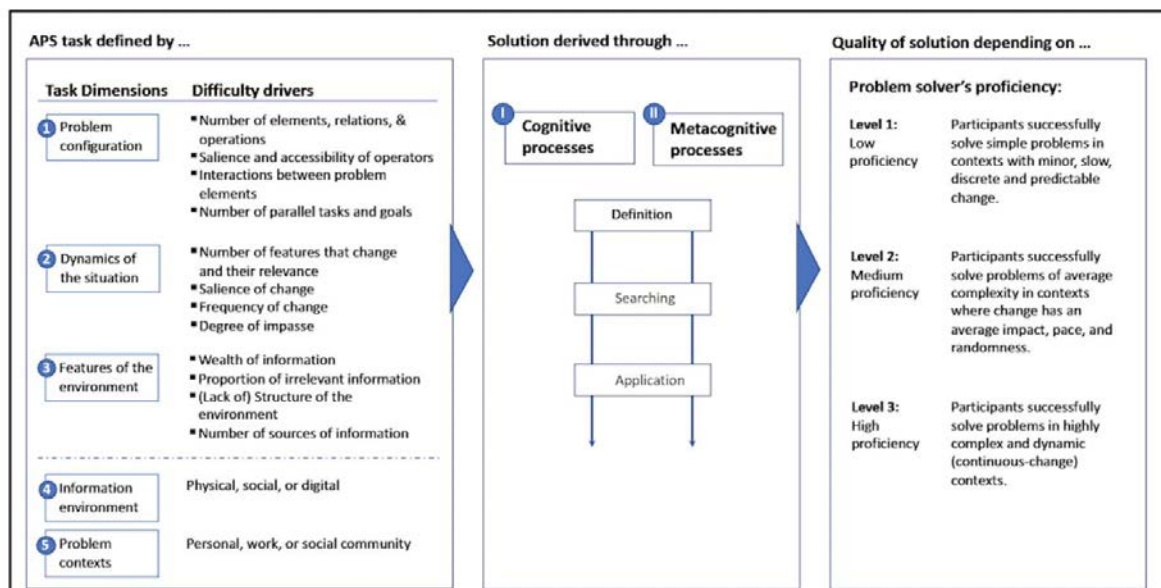 APS task defined by ...
Task Dimensions
Difficulty drivers
1 Problem
configuration
▪Number of elements, relations, &
operations
▪Salience and accessibility of operators
▪Interactions between problem
elements
▪Number of parallel tasks and goals
2 Dynamics of
the situation
▪Number of features that change
and their relevance
▪Salience of change
▪Frequency of change
▪Degree of impasse
3 Features of the
environment
▪Wealth of information
▪Proportion of irrelevant information
▪(Lack of) Structure of the
environment
▪Number of sources of information
4 Information
environment
Physical, social, or digital
5 Problem
contexts
Personal, work, or social community
Solution derived through ...
I Cognitive
processes
II Metacognitive
processes
Definition
Searching
Application
Quality of solution depending on ...
Problem solver's proficiency:
Level 1:
Low
proficiency
Participants successfully
solve simple problems in
contexts with minor, slow,
discrete and predictable
change.
Level 2:
Medium
proficiency
Participants successfully
solve problems of average
complexity in contexts
where change has an
average impact, pace, and
randomness.
Level 3:
High
proficiency
Participants successfully
solve problems in highly
complex and dynamic
(continuous-change)
contexts.